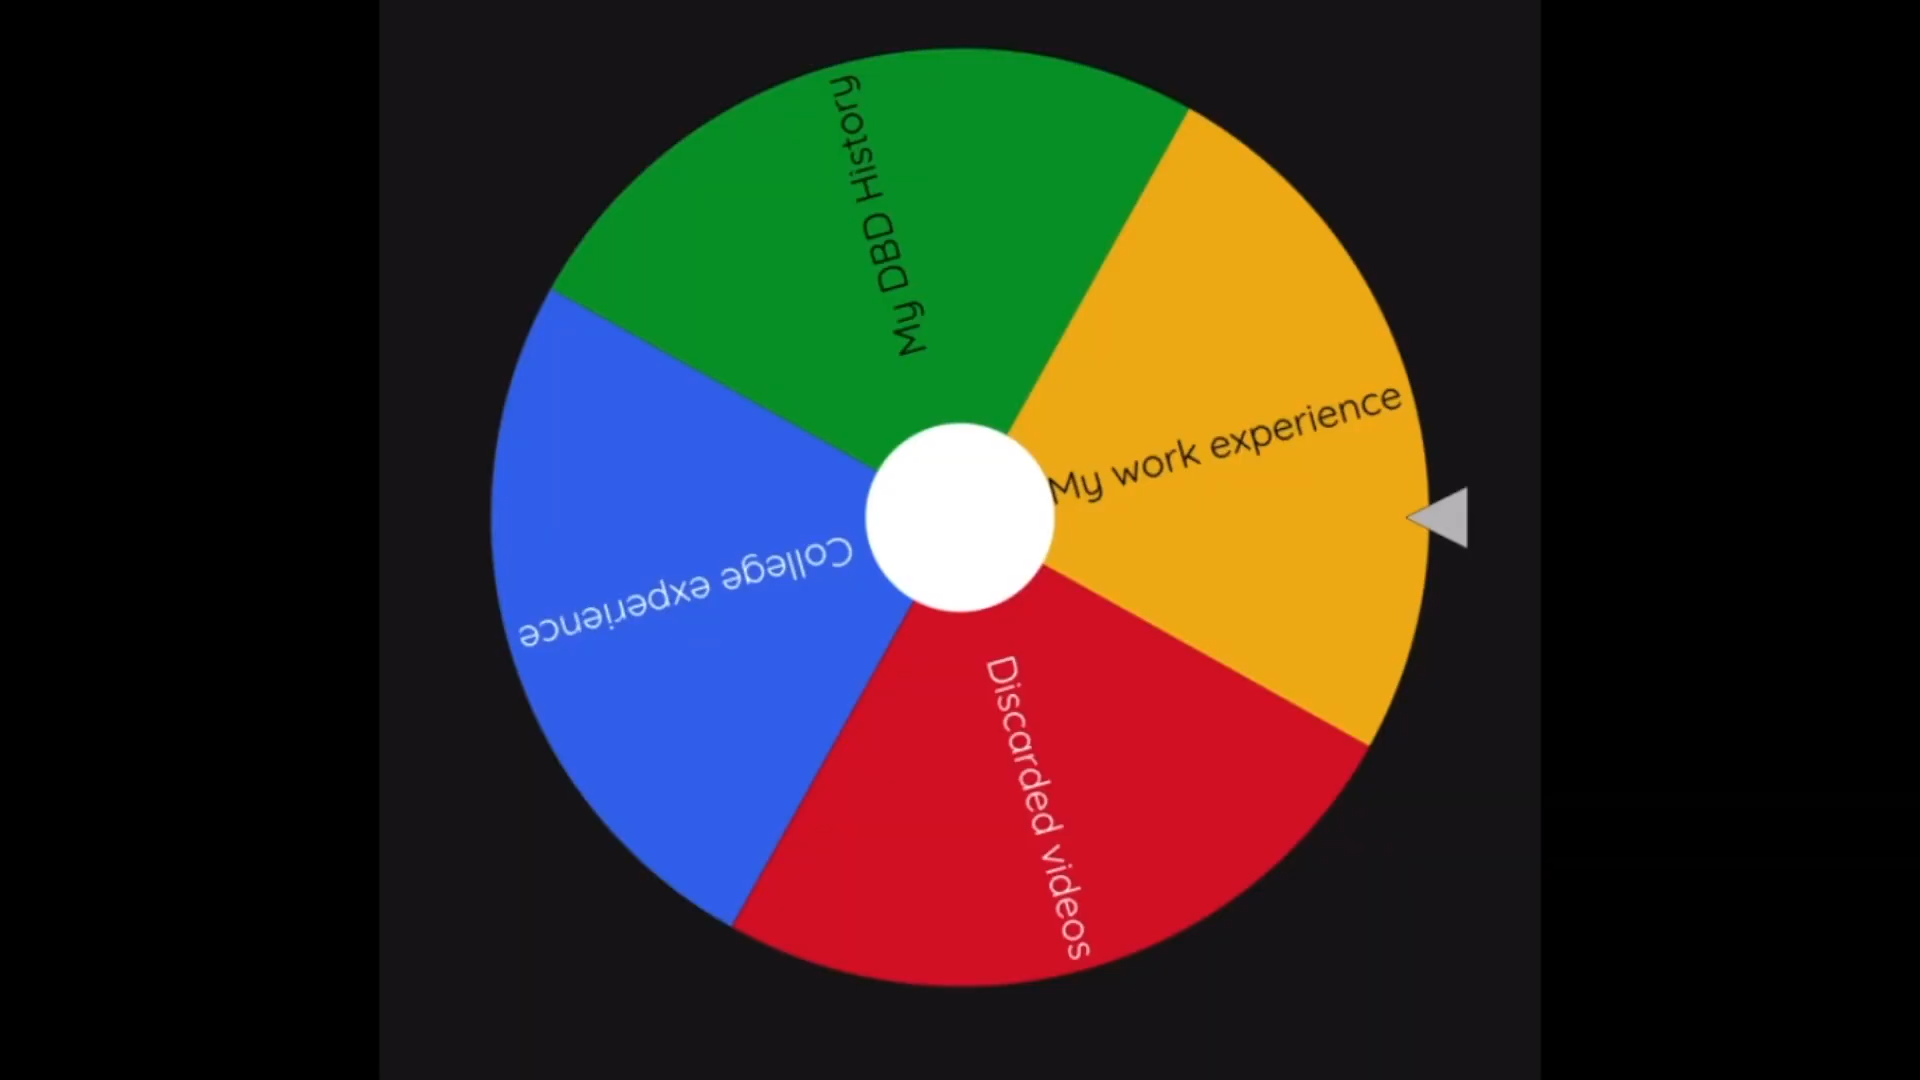 My DBD History
My work experience
College experience
Discarded videos